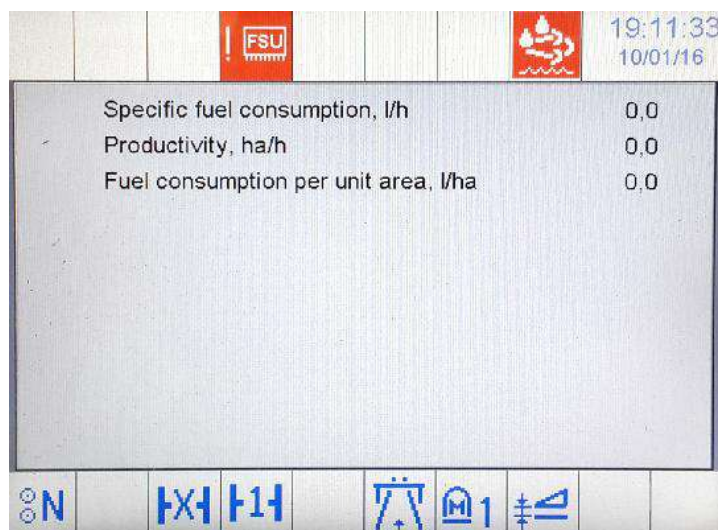 ! FSU
19:11:33
10/01/16
Specific fuel consumption, l/h 0,0
Productivity, ha/h 0,0
Fuel consumption per unit area, l/ha 0,0
N X 1 M 1